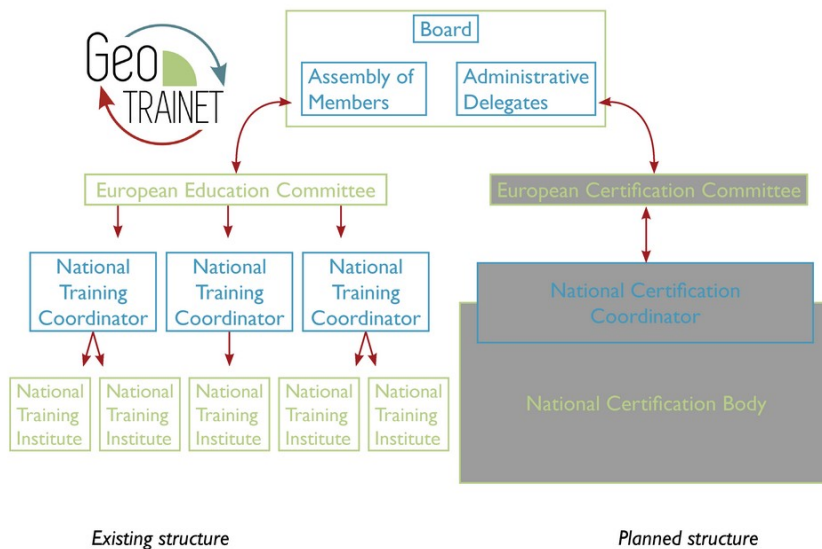 Geo
TRAINET
Board
Assembly of
Members
Administrative
Delegates
European Education Committee
European Certification Committee
National
Training
Coordinator
National
Training
Coordinator
National
Training
Coordinator
National Certification
Coordinator
National
Training
Institute
National
Training
Institute
National
Training
Institute
National
Training
Institute
National
Training
Institute
National Certification Body
Existing structure
Planned structure